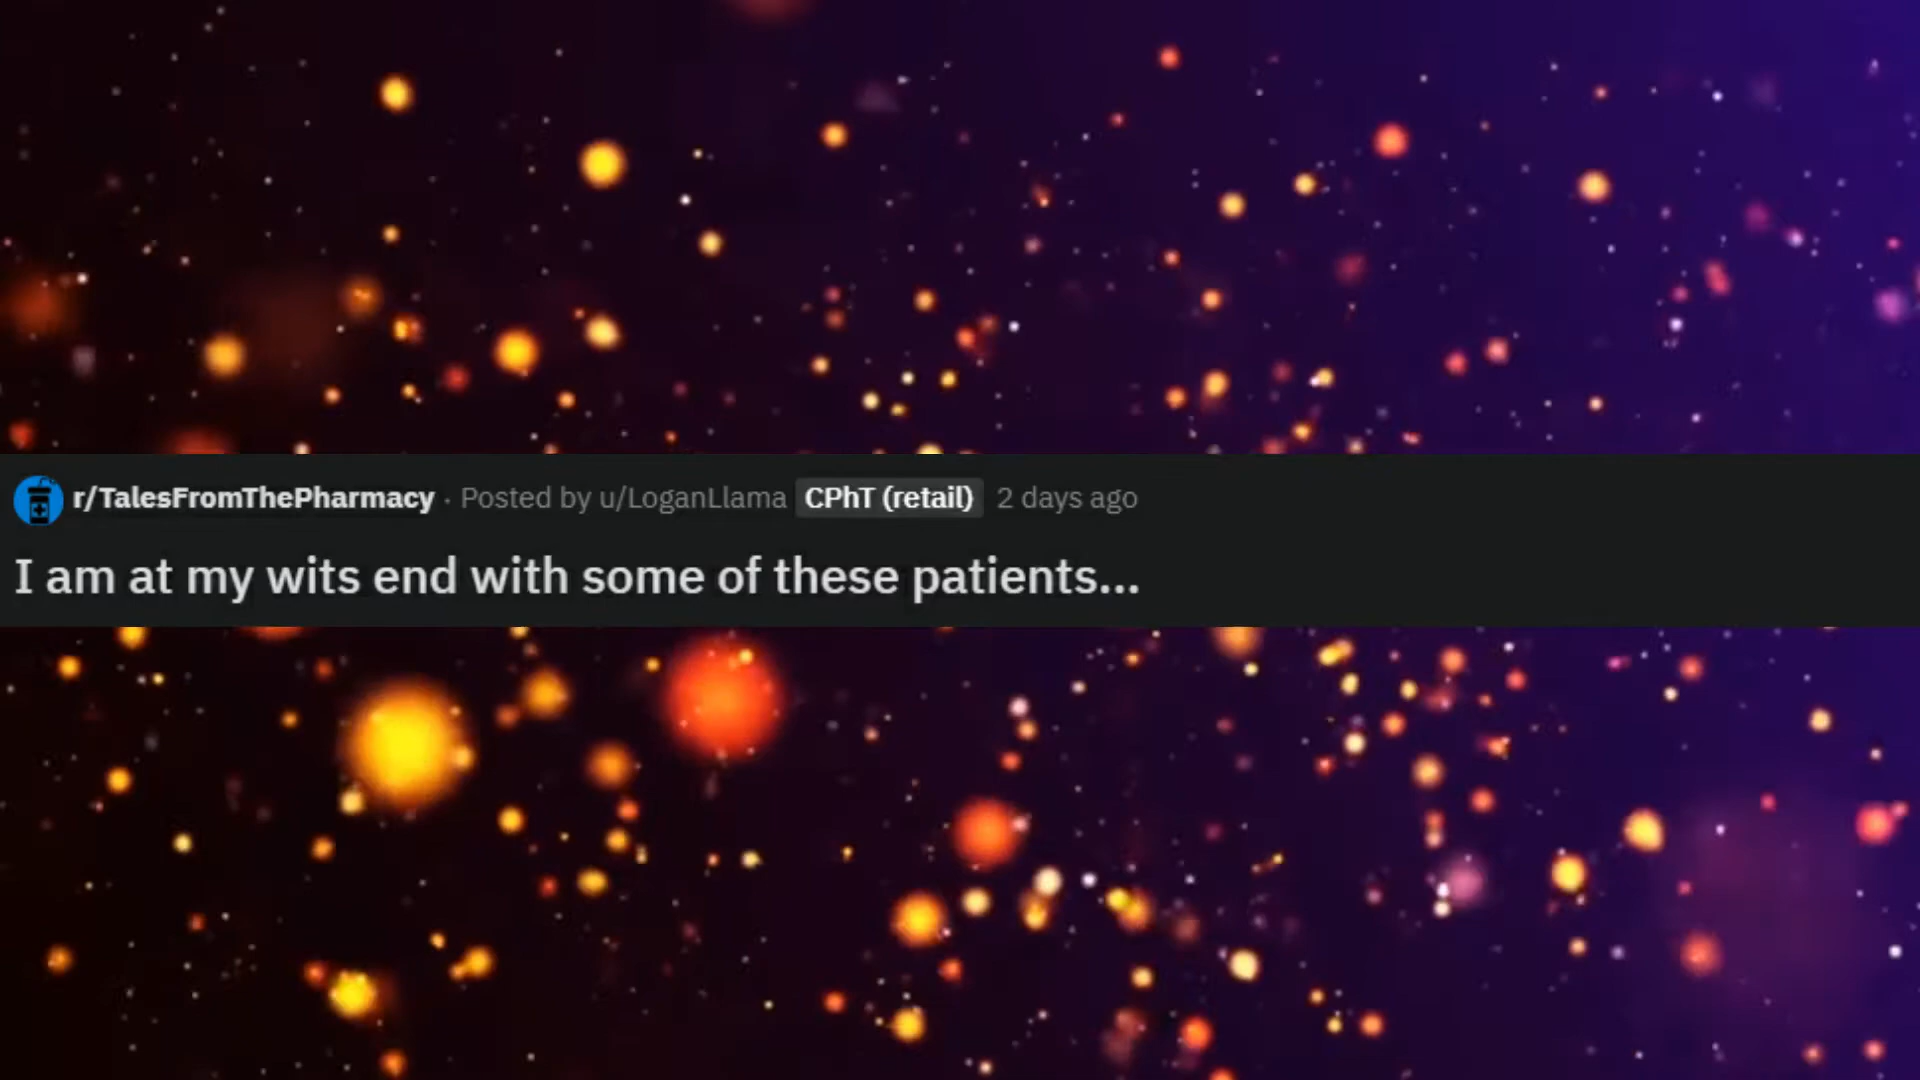 r/TalesFromThePharmacy · Posted by u/LoganLlama CPhT (retail) 2 days ago
I am at my wits end with some of these patients...